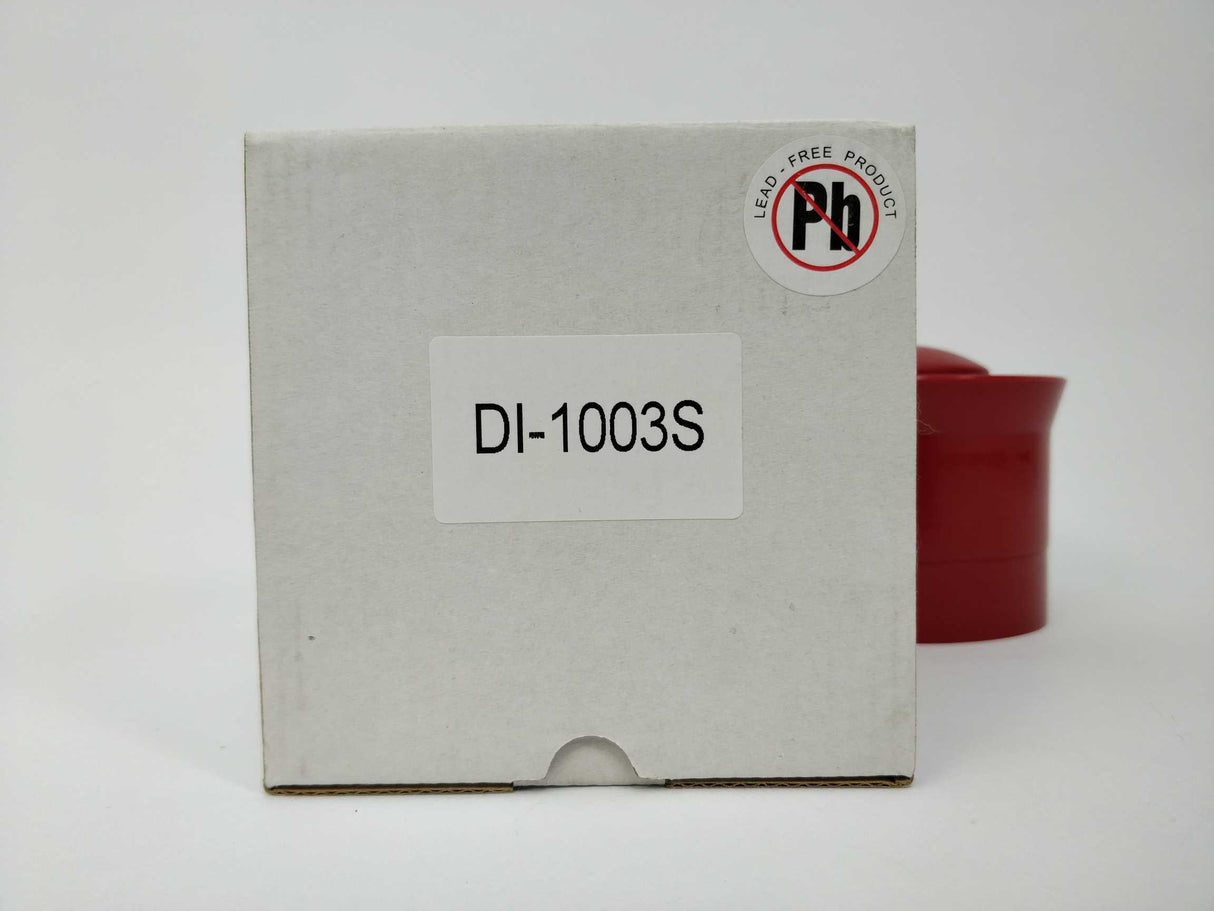 LEAD - FREE PRODUCT
Pb
DI-1003S